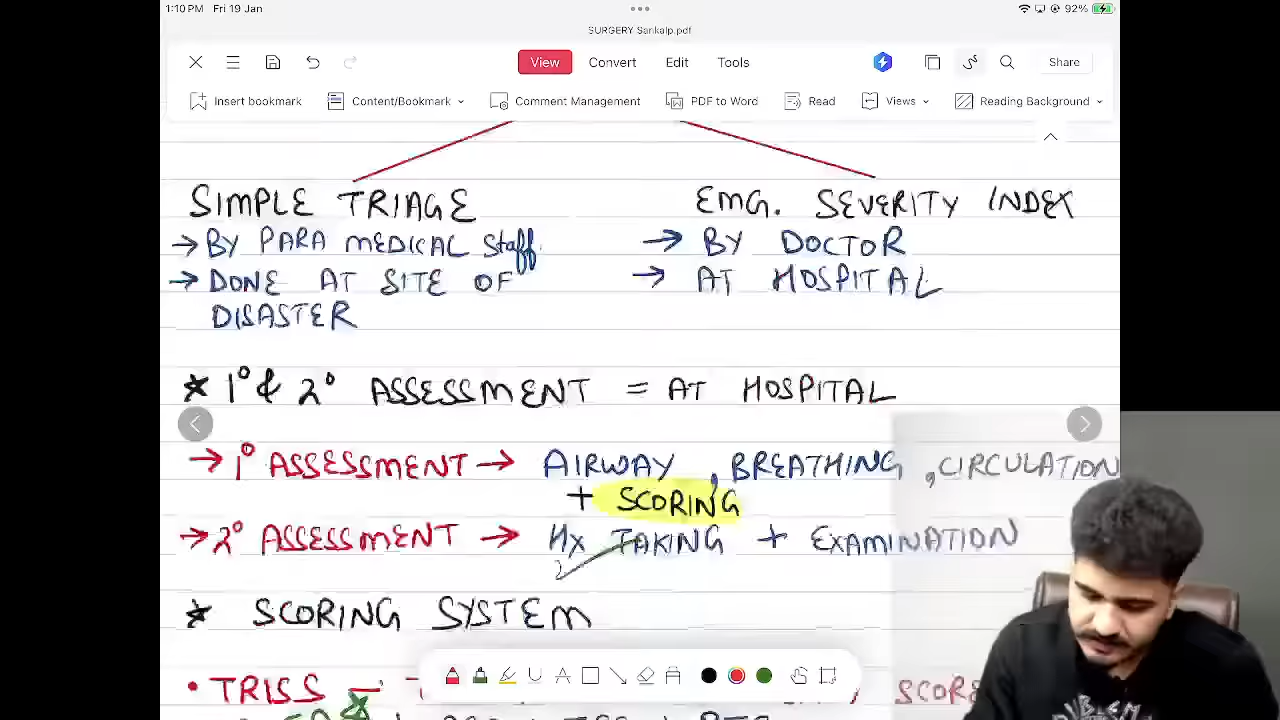 1:10 PM Fri 19 Jan
92%
SURGERY Sankalp.pdf
View Convert Edit Tools Share
Insert bookmark Content/Bookmark Comment Management PDF to Word Read Views Reading Background
SIMPLE TRIAGE
→ BY PARA MEDICAL Staff
→ DONE AT SITE OF
DISASTER
EMG. SEVERITY INDEX
→ BY DOCTOR
→ AT HOSPITAL
* 1° & 2° ASSESSMENT = AT HOSPITAL
→ 1° ASSESSMENT → AIRWAY, BREATHING, CIRCULATION
+ SCORING
→ 2° ASSESSMENT → Hx TAKING + EXAMINATION
* SCORING SYSTEM
• TRISS - SCORE